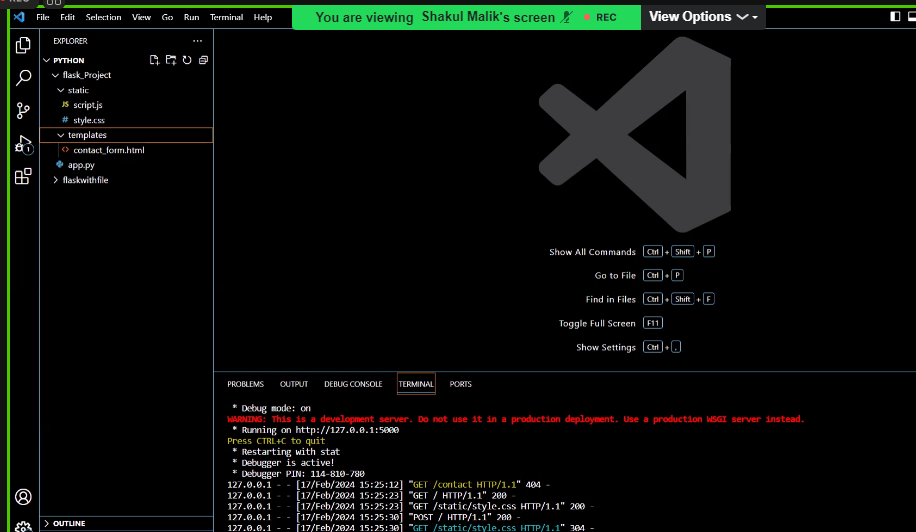 REC
File Edit Selection View Go Run Terminal Help
You are viewing Shakul Malik's screen REC View Options
EXPLORER
PYTHON
flask_Project
static
JS script.js
# style.css
templates
<> contact_form.html
app.py
flaskwithfile
1
Show All Commands Ctrl + Shift + P
Go to File Ctrl + P
Find in Files Ctrl + Shift + F
Toggle Full Screen F11
Show Settings Ctrl + ,
PROBLEMS OUTPUT DEBUG CONSOLE TERMINAL PORTS
* Debug mode: on
WARNING: This is a development server. Do not use it in a production deployment. Use a production WSGI server instead.
* Running on http://127.0.0.1:5000
Press CTRL+C to quit
* Restarting with stat
* Debugger is active!
* Debugger PIN: 114-810-780
127.0.0.1 - - [17/Feb/2024 15:25:12] "GET /contact HTTP/1.1" 404 -
127.0.0.1 - - [17/Feb/2024 15:25:23] "GET / HTTP/1.1" 200 -
127.0.0.1 - - [17/Feb/2024 15:25:23] "GET /static/style.css HTTP/1.1" 200 -
127.0.0.1 - - [17/Feb/2024 15:25:30] "POST / HTTP/1.1" 200 -
127.0.0.1 - - [17/Feb/2024 15:25:30] "GET /static/style.css HTTP/1.1" 304 -
OUTLINE